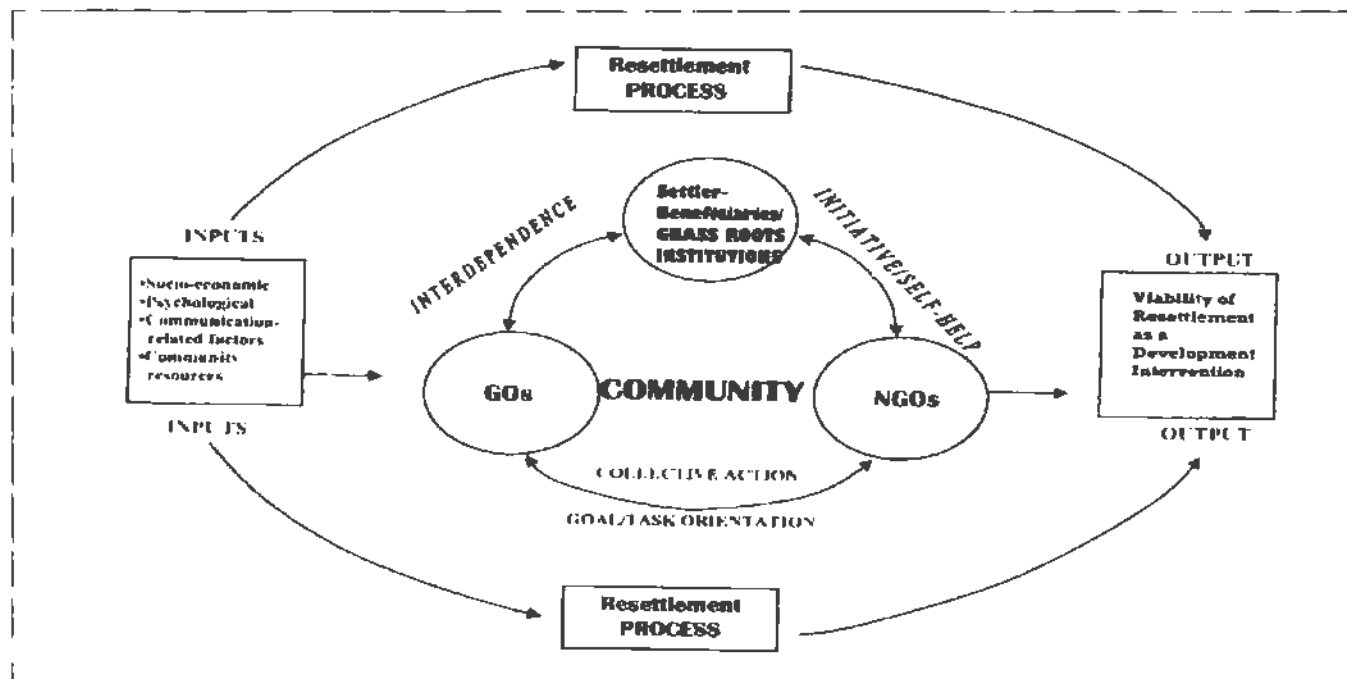 Resettlement
PROCESS
INTERDEPENDENCE
Settler-
Beneficiaries/
GRASS ROOTS
INSTITUTIONS
INITIATIVE/SELF-HELP
INPUTS
•Socio-economic
•Psychological
•Communication-
related factors
•Community
resources
INPUTS
GOs
COMMUNITY
NGOs
COLLECTIVE ACTION
GOAL/TASK ORIENTATION
OUTPUT
Viability of
Resettlement
as a
Development
Intervention
OUTPUT
Resettlement
PROCESS